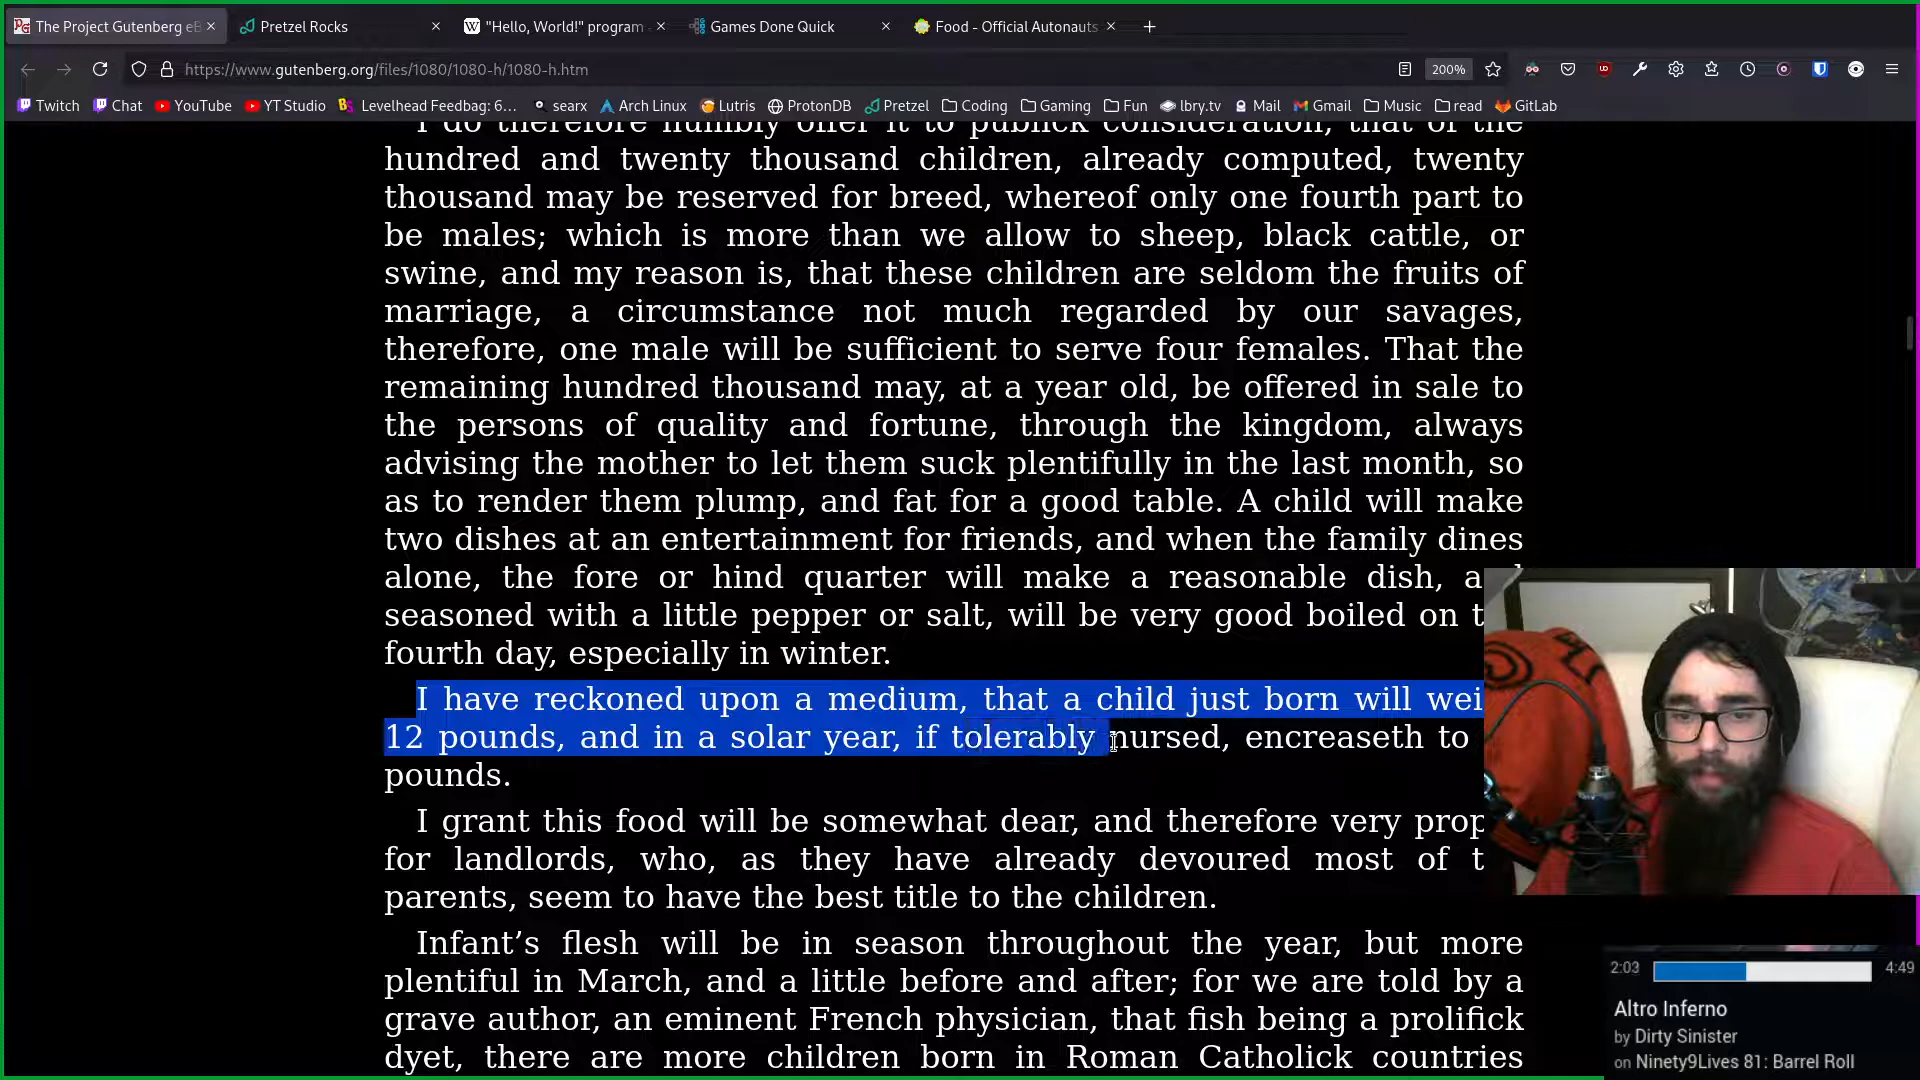 The Project Gutenberg eB
Pretzel Rocks
"Hello, World!" program -
Games Done Quick
Food - Official Autonauts
https://www.gutenberg.org/files/1080/1080-h/1080-h.htm
200%
Twitch
Chat
YouTube
YT Studio
Levelhead Feedbag: 6...
searx
Arch Linux
Lutris
ProtonDB
Pretzel
Coding
Gaming
Fun
lbry.tv
Mail
Gmail
Music
read
GitLab
I do therefore humbly offer it to publick consideration, that of the
hundred and twenty thousand children, already computed, twenty
thousand may be reserved for breed, whereof only one fourth part to
be males; which is more than we allow to sheep, black cattle, or
swine, and my reason is, that these children are seldom the fruits of
marriage, a circumstance not much regarded by our savages,
therefore, one male will be sufficient to serve four females. That the
remaining hundred thousand may, at a year old, be offered in sale to
the persons of quality and fortune, through the kingdom, always
advising the mother to let them suck plentifully in the last month, so
as to render them plump, and fat for a good table. A child will make
two dishes at an entertainment for friends, and when the family dines
alone, the fore or hind quarter will make a reasonable dish, a
seasoned with a little pepper or salt, will be very good boiled on t
fourth day, especially in winter.
I have reckoned upon a medium, that a child just born will wei
12 pounds, and in a solar year, if tolerably nursed, encreaseth to
pounds.
I grant this food will be somewhat dear, and therefore very prop
for landlords, who, as they have already devoured most of t
parents, seem to have the best title to the children.
Infant’s flesh will be in season throughout the year, but more
plentiful in March, and a little before and after; for we are told by a
grave author, an eminent French physician, that fish being a prolifick
dyet, there are more children born in Roman Catholick countries
2:03
4:49
Altro Inferno
by Dirty Sinister
on Ninety9Lives 81: Barrel Roll